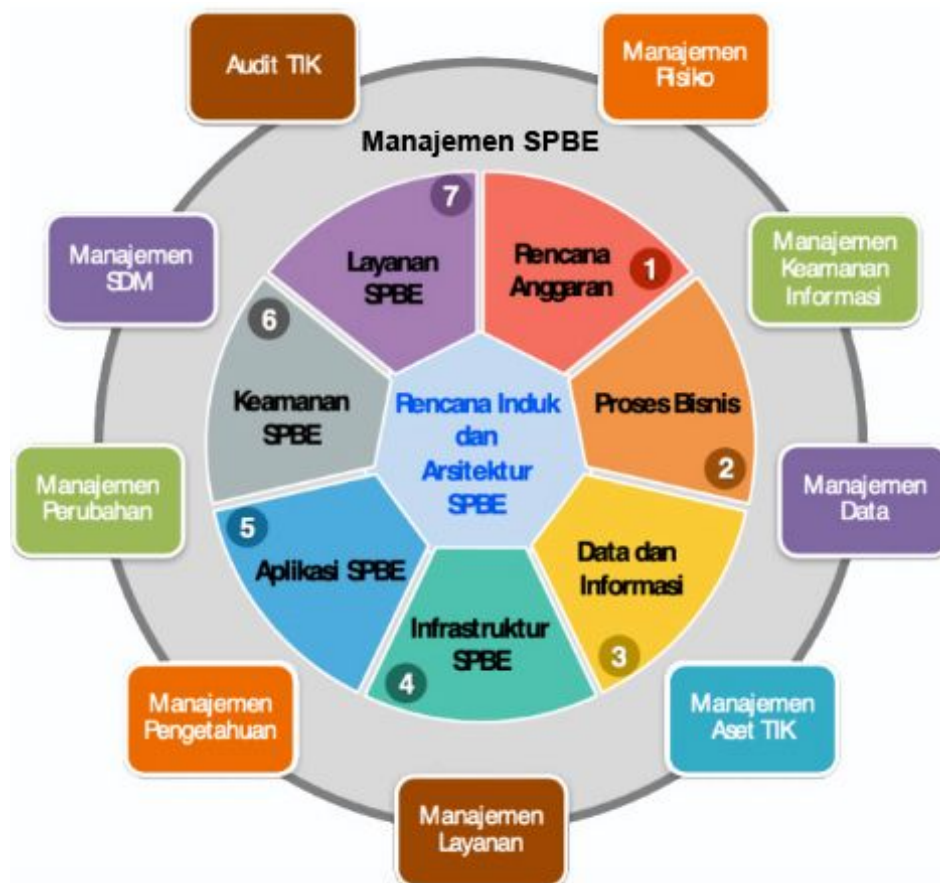 Audit TIK
Manajemen
Risiko
Manajemen SPBE
Manajemen
SDM
Manajemen
Keamanan
Informasi
7
Layanan
SPBE
Rencana
Anggaran
1
6
Keamanan
SPBE
Rencana Induk
dan
Arsitektur
SPBE
Proses Bisnis
2
Manajemen
Perubahan
Manajemen
Data
5
Aplikasi SPBE
Data dan
Informasi
3
Infrastruktur
SPBE
4
Manajemen
Pengetahuan
Manajemen
Aset TIK
Manajemen
Layanan